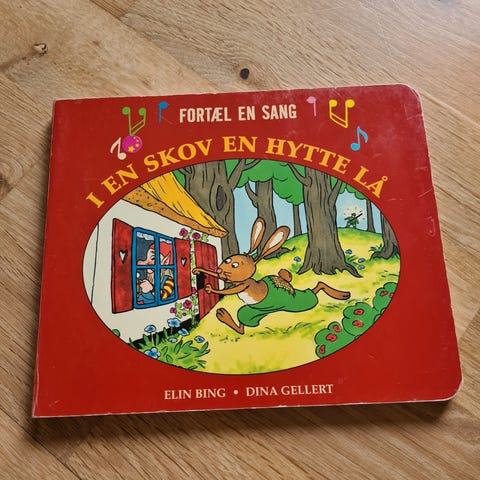 FORTÆL EN SANG
I EN SKOV EN HYTTE LÅ
ELIN BING • DINA GELLERT